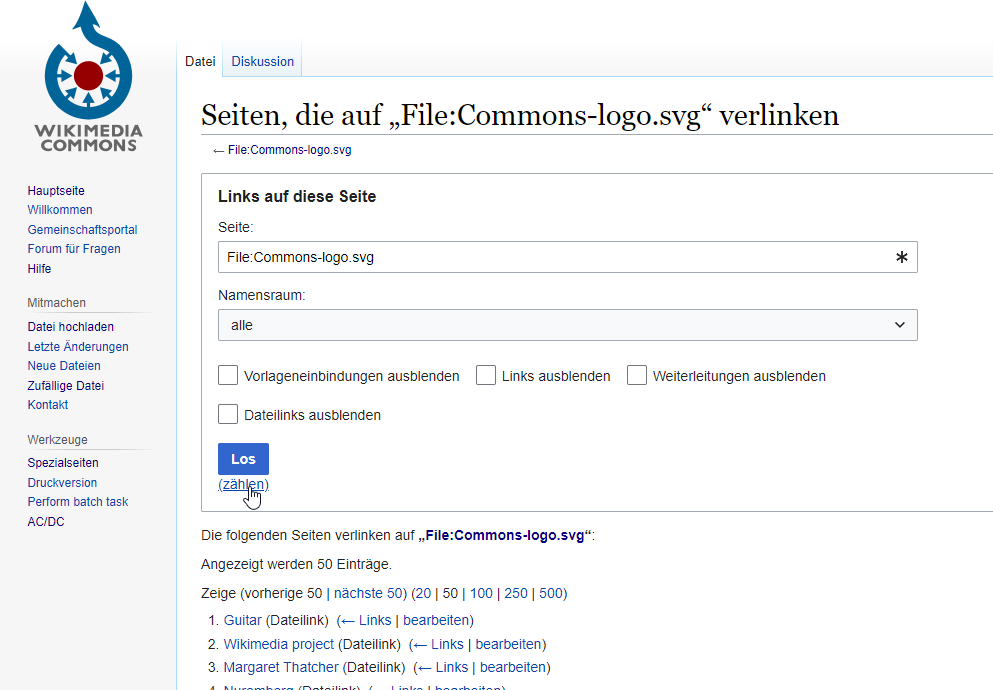 WIKIMEDIA
COMMONS
Hauptseite
Willkommen
Gemeinschaftsportal
Forum für Fragen
Hilfe
Mitmachen
Datei hochladen
Letzte Änderungen
Neue Dateien
Zufällige Datei
Kontakt
Werkzeuge
Spezialseiten
Druckversion
Perform batch task
AC/DC
Datei Diskussion
Seiten, die auf „File:Commons-logo.svg“ verlinken
← File:Commons-logo.svg
Links auf diese Seite
Seite:
File:Commons-logo.svg
Namensraum:
alle
Vorlageneinbindungen ausblenden Links ausblenden Weiterleitungen ausblenden
Dateilinks ausblenden
Los
(zählen)
Die folgenden Seiten verlinken auf „File:Commons-logo.svg“:
Angezeigt werden 50 Einträge.
Zeige (vorherige 50 | nächste 50) (20 | 50 | 100 | 250 | 500)
1. Guitar (Dateilink) (← Links | bearbeiten)
2. Wikimedia project (Dateilink) (← Links | bearbeiten)
3. Margaret Thatcher (Dateilink) (← Links | bearbeiten)
4. Nuremberg (Dateilink) (← Links | bearbeiten)